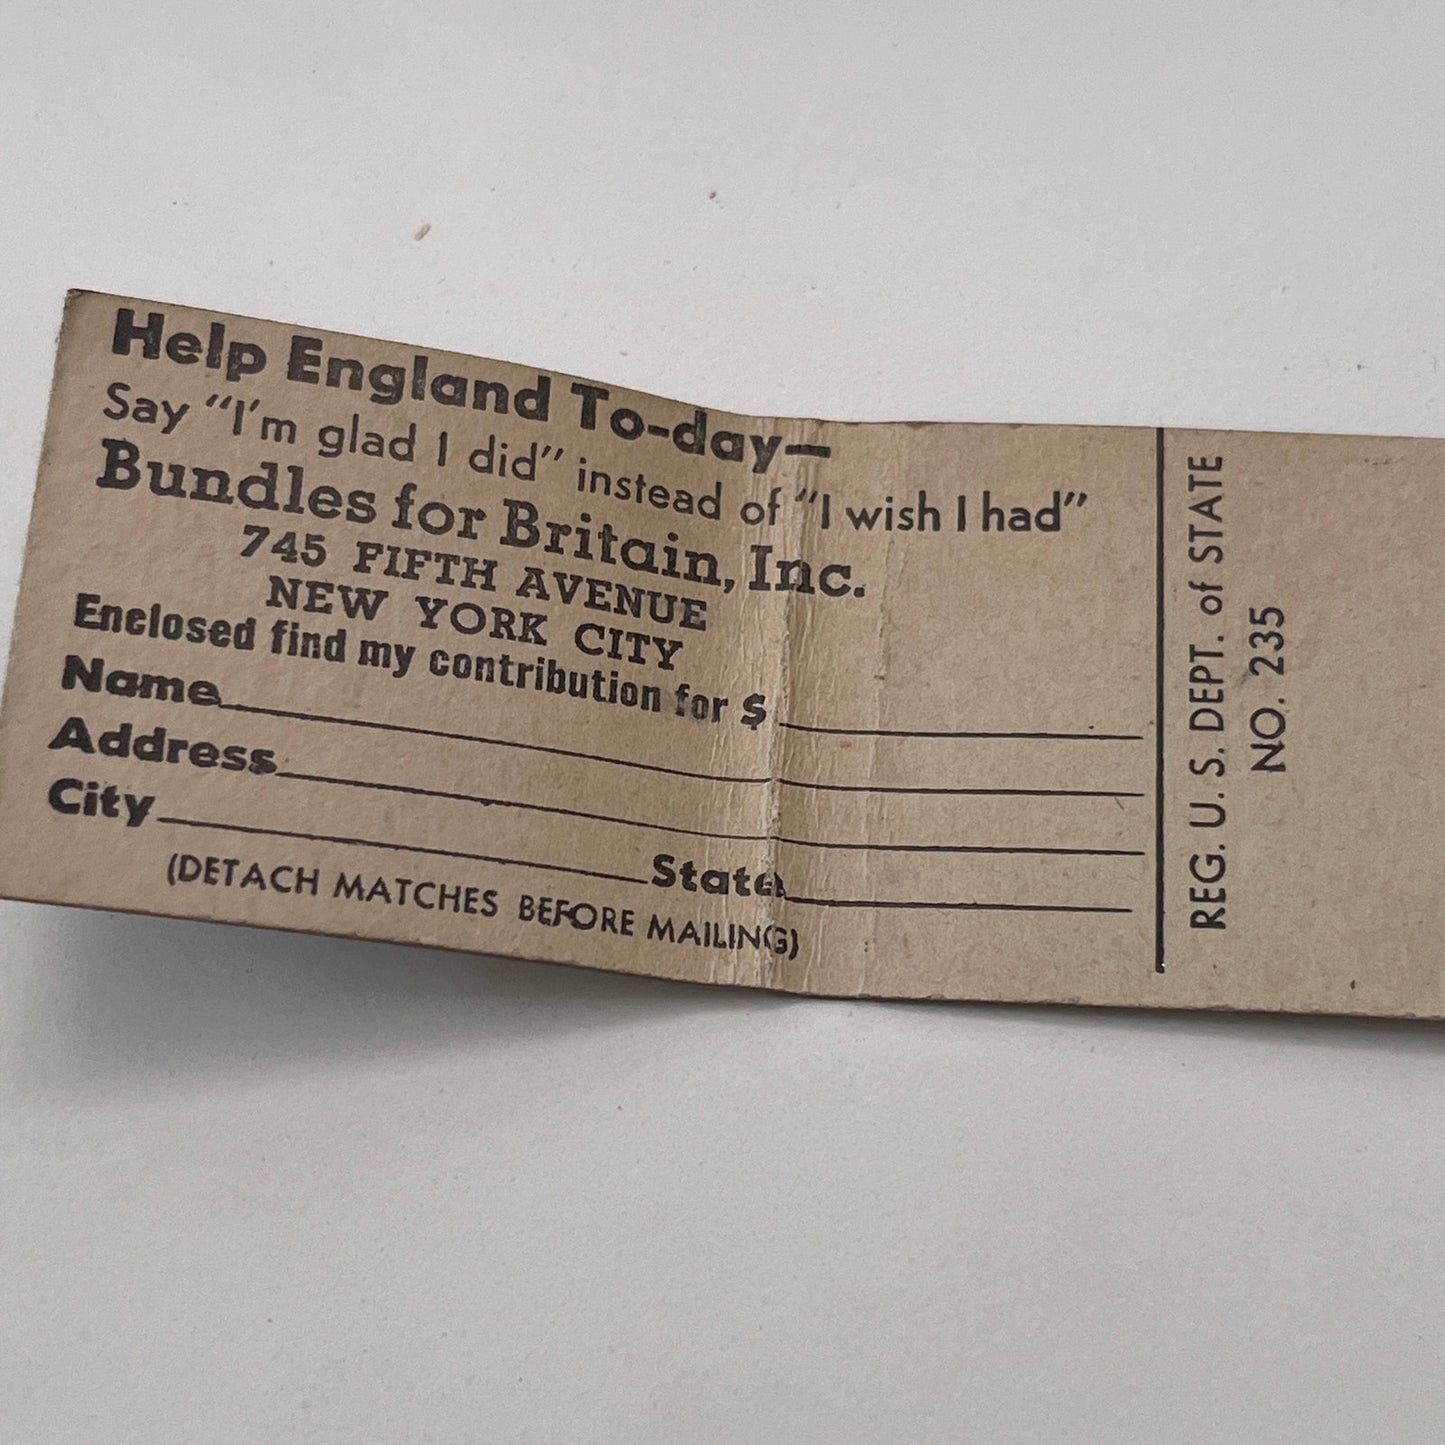 Help England To-day—
Say "I'm glad I did" instead of "I wish I had"
Bundles for Britain, Inc.
745 FIFTH AVENUE
NEW YORK CITY
Enclosed find my contribution for $
Name
Address
City State
(DETACH MATCHES BEFORE MAILING)
REG. U. S. DEPT. of STATE
NO. 235